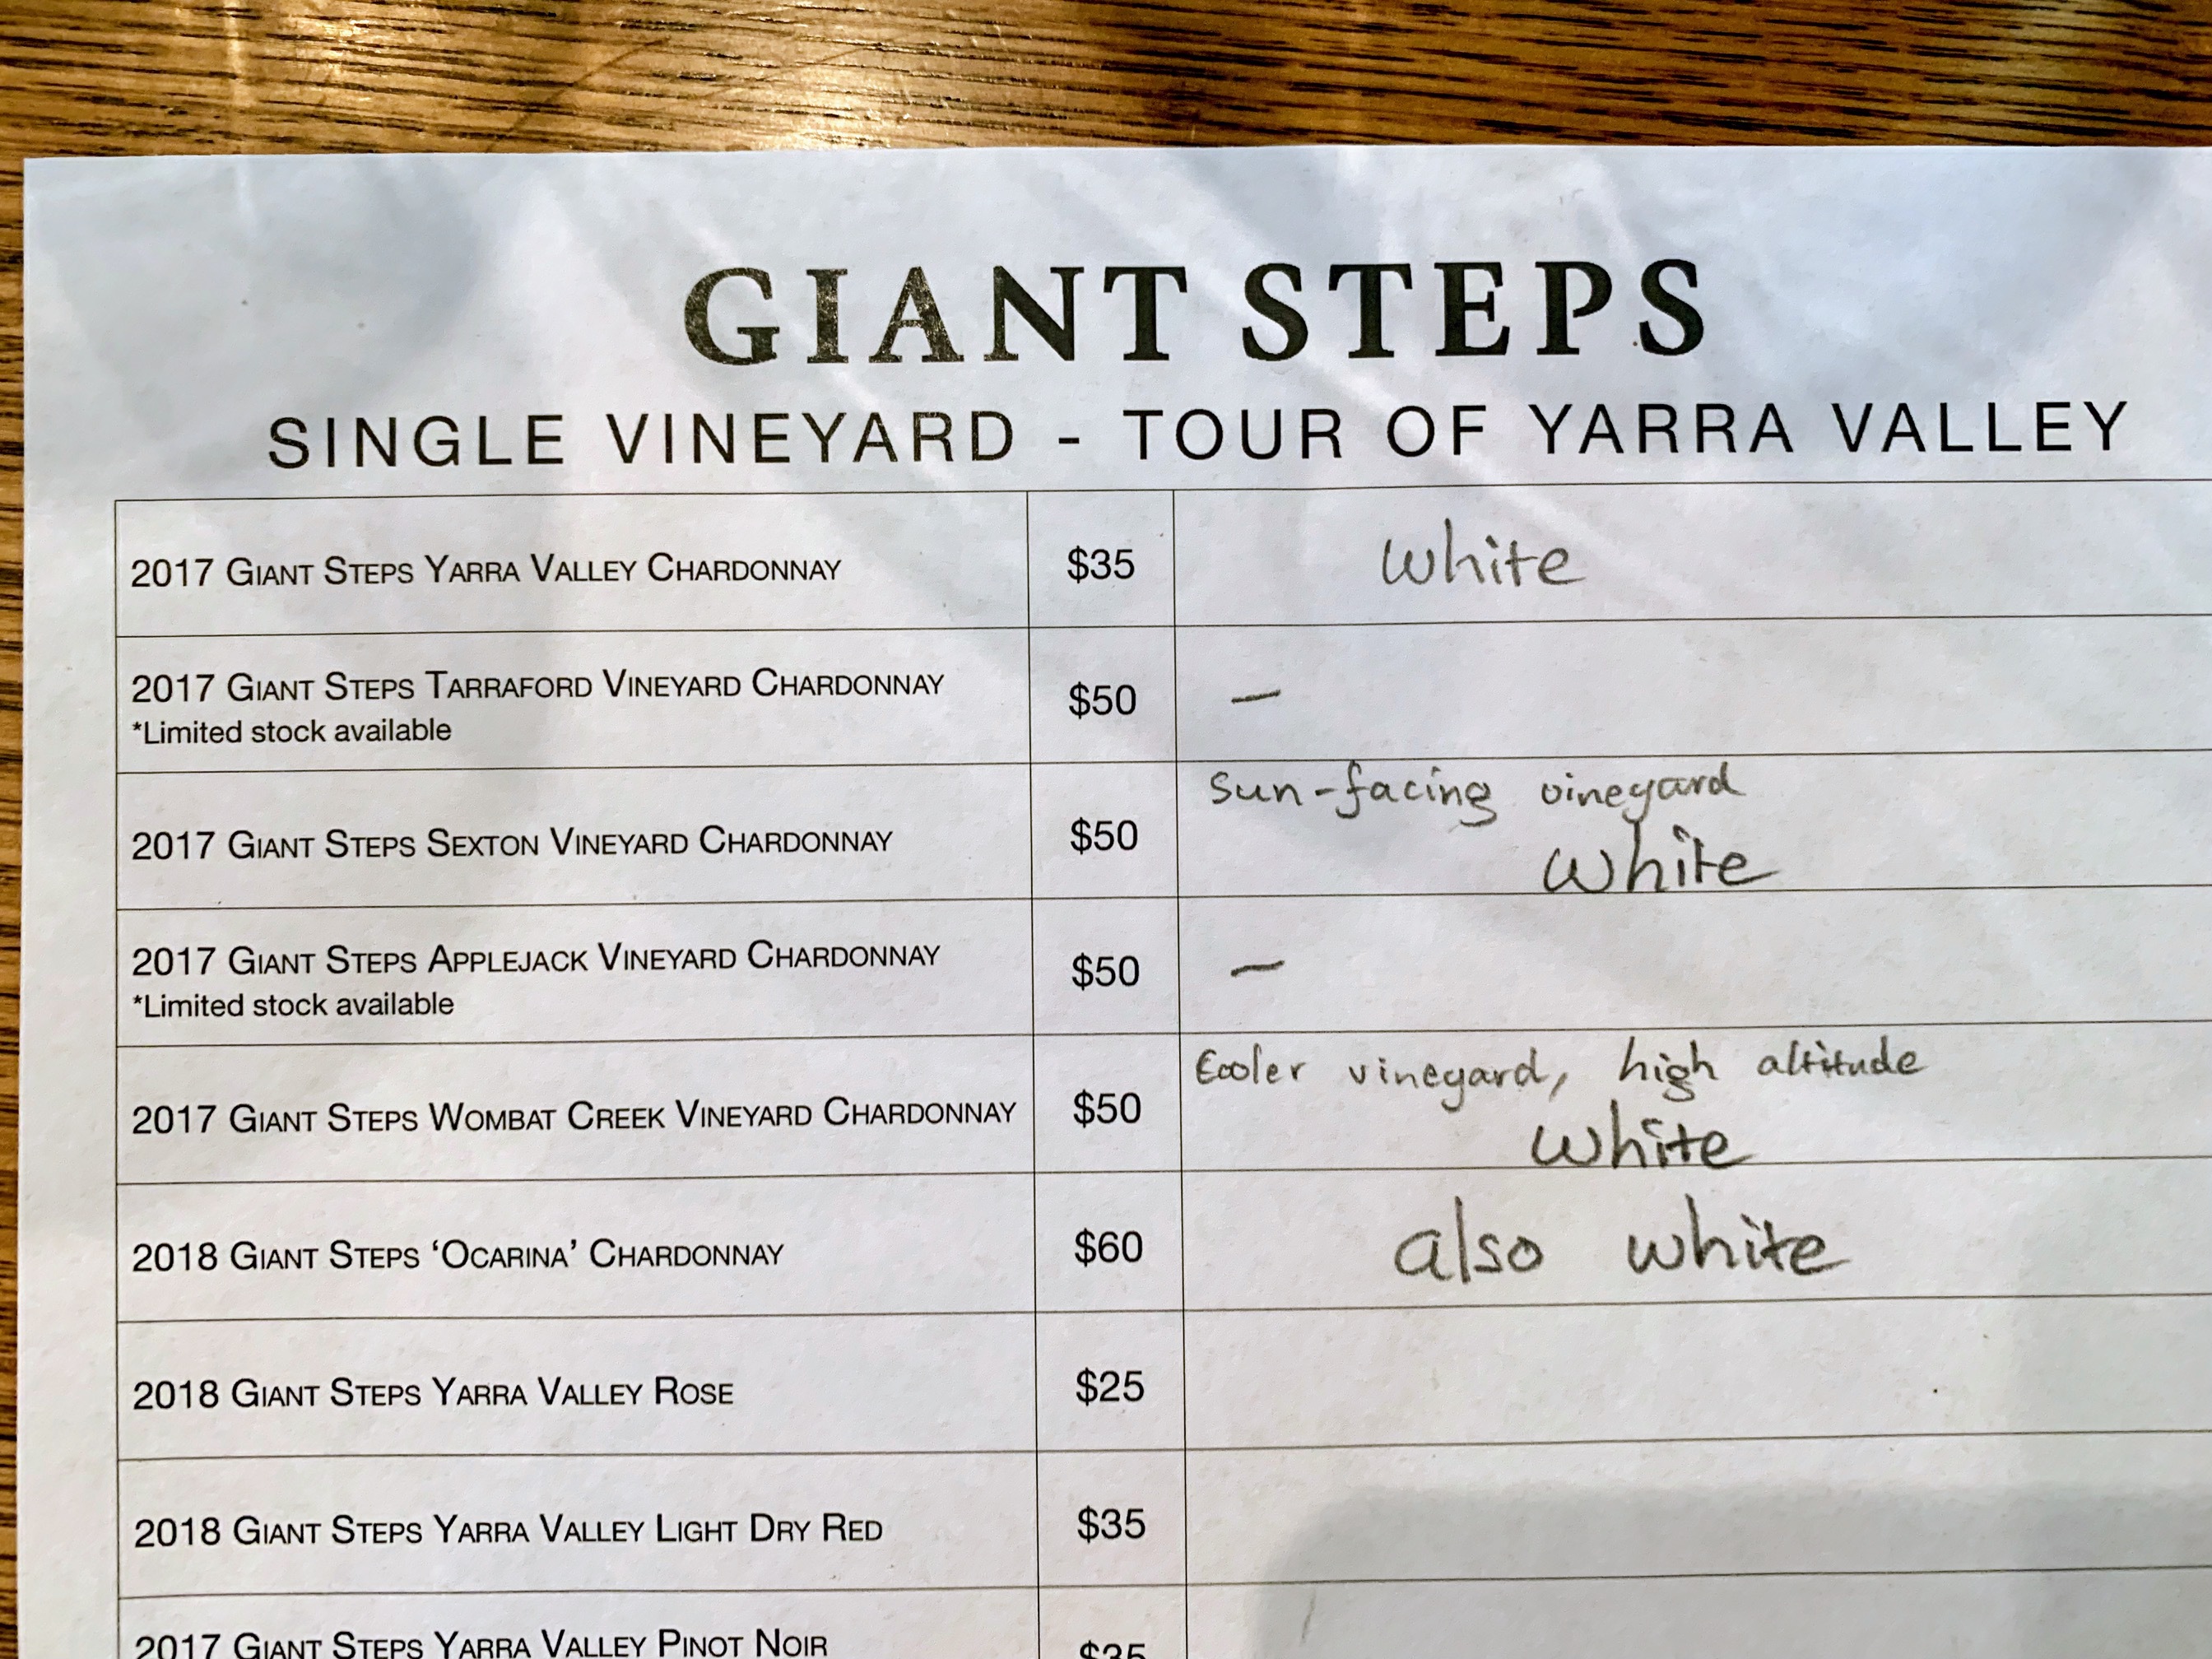 GIANT STEPS
SINGLE VINEYARD - TOUR OF YARRA VALLEY
2017 GIANT STEPS YARRA VALLEY CHARDONNAY $35 White
2017 GIANT STEPS TARRAFORD VINEYARD CHARDONNAY $50 –
*Limited stock available
Sun-facing vineyard
2017 GIANT STEPS SEXTON VINEYARD CHARDONNAY $50 White
2017 GIANT STEPS APPLEJACK VINEYARD CHARDONNAY $50 –
*Limited stock available
Cooler vineyard, high altitude
2017 GIANT STEPS WOMBAT CREEK VINEYARD CHARDONNAY $50 White
2018 GIANT STEPS ‘OCARINA’ CHARDONNAY $60 also white
2018 GIANT STEPS YARRA VALLEY ROSE $25
2018 GIANT STEPS YARRA VALLEY LIGHT DRY RED $35
2017 GIANT STEPS YARRA VALLEY PINOT NOIR $35